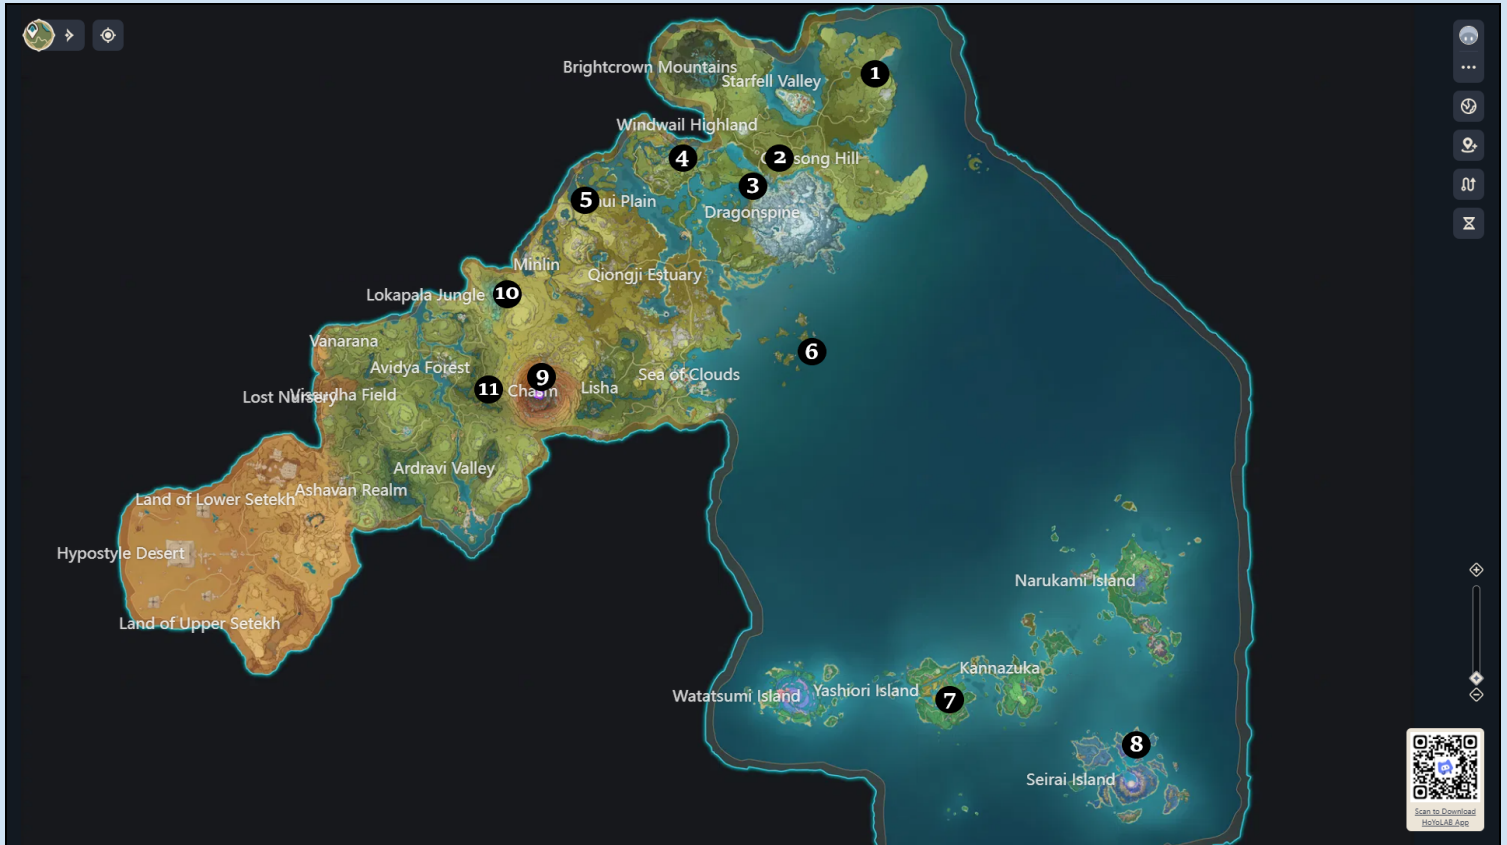 Brightcrown Mountains
Starfell Valley
1
Windwail Highland
4
2
song Hill
3
5
ui Plain
Dragonspine
Minlin
Qiongji Estuary
Lokapala Jungle
10
Vanarana
6
Avidya Forest
9
Sea of Clouds
11
Chasm
Lisha
Lost Nursery
Vissudha Field
Ardravi Valley
Ashavan Realm
Land of Lower Setekh
Hypostyle Desert
Narukami Island
Land of Upper Setekh
Kannazuka
Watatsumi Island
Yashiori Island
7
8
Seirai Island
Scan to Download
HoYoLAB App